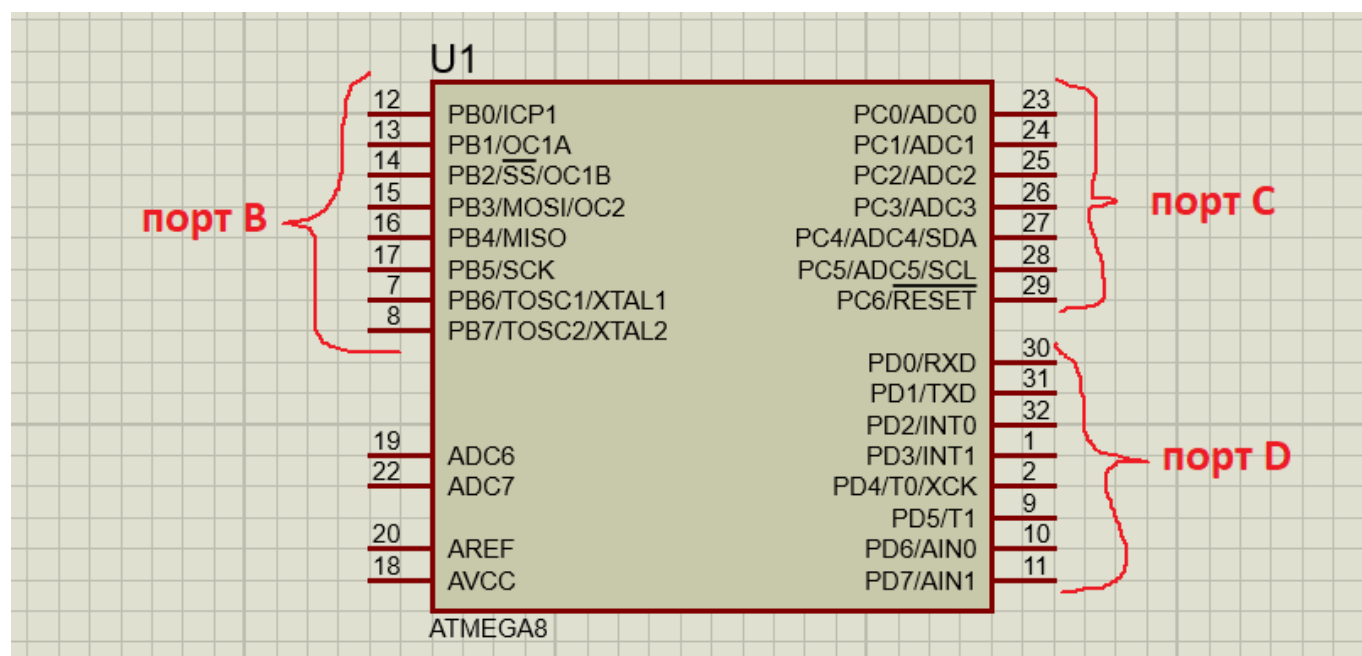 U1
порт B
12 PB0/ICP1
13 PB1/OC1A
14 PB2/SS/OC1B
15 PB3/MOSI/OC2
16 PB4/MISO
17 PB5/SCK
7 PB6/TOSC1/XTAL1
8 PB7/TOSC2/XTAL2
19 ADC6
22 ADC7
20 AREF
18 AVCC
PC0/ADC0 23
PC1/ADC1 24
PC2/ADC2 25
PC3/ADC3 26
PC4/ADC4/SDA 27
PC5/ADC5/SCL 28
PC6/RESET 29
порт C
PD0/RXD 30
PD1/TXD 31
PD2/INT0 32
PD3/INT1 1
PD4/T0/XCK 2
PD5/T1 9
PD6/AIN0 10
PD7/AIN1 11
порт D
ATMEGA8